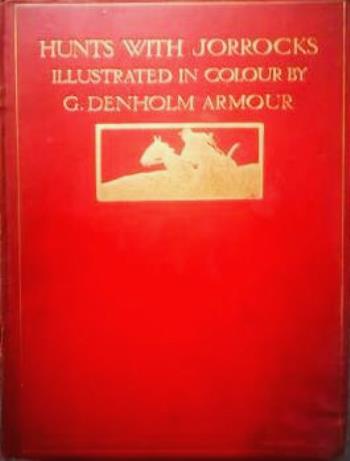 HUNTS WITH JORROCKS
ILLUSTRATED IN COLOUR BY
G. DENHOLM ARMOUR